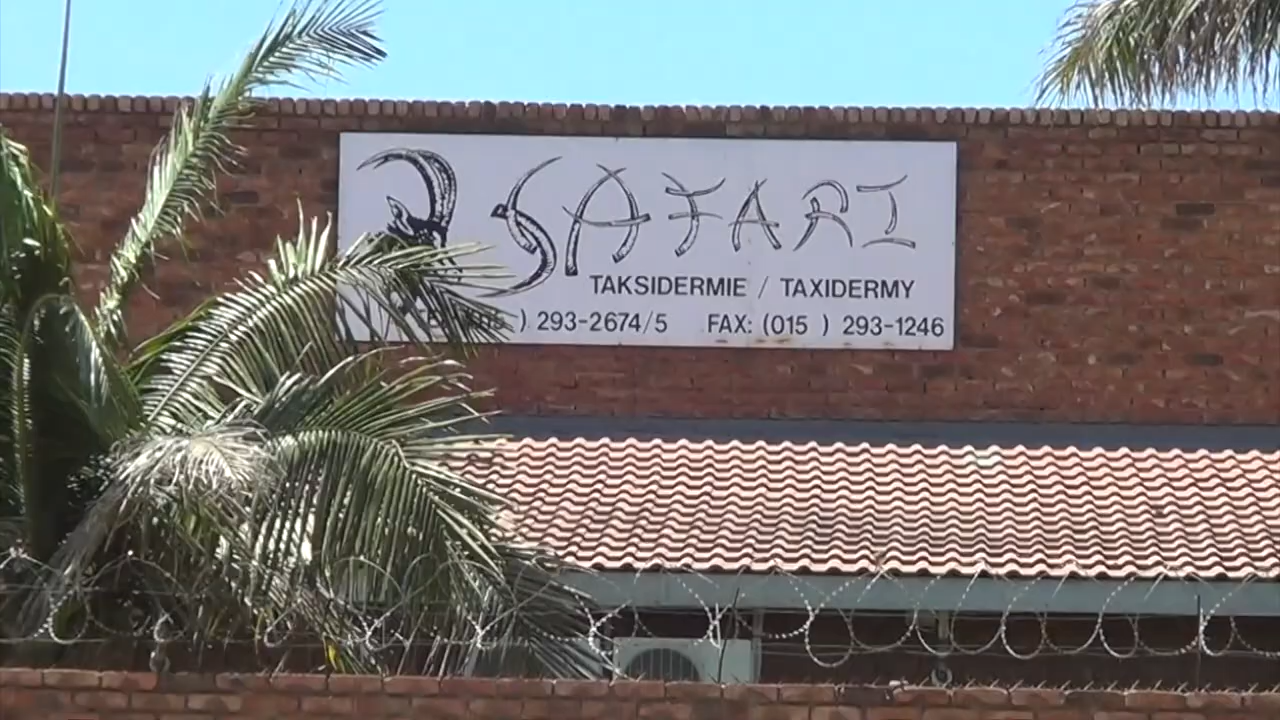 SAFARI
TAKSIDERMIE / TAXIDERMY
) 293-2674/5 FAX: (015 ) 293-1246